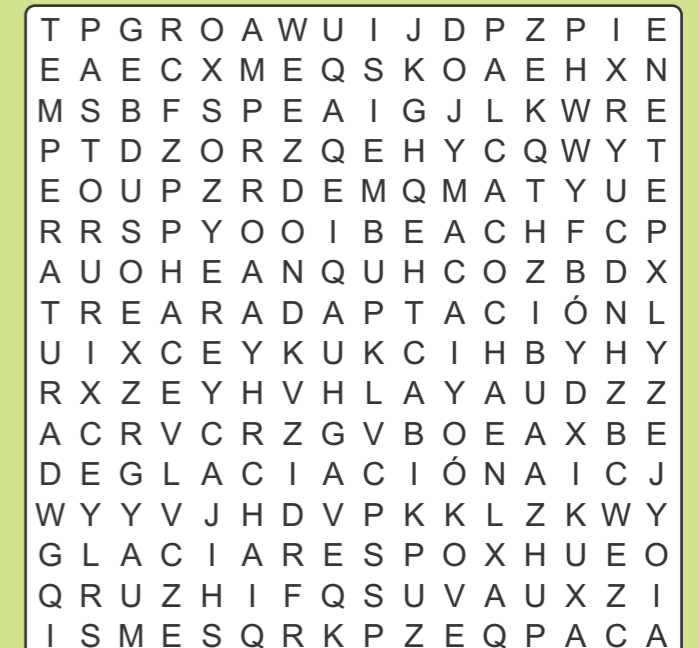 T P G R O A W U I J D P Z P I E
E A E C X M E Q S K O A E H X N
M S B F S P E A I G J L K W R E
P T D Z O R Z Q E H Y C Q W Y T
E O U P Z R D E M Q M A T Y U E
R R S P Y O O I B E A C H F C P
A U O H E A N Q U H C O Z B D X
T R E A R A D A P T A C I Ó N L
U I X C E Y K U K C I H B Y H Y
R X Z E Y H V H L A Y A U D Z Z
A C R V C R Z G V B O E A X B E
D E G L A C I A C I Ó N A I C J
W Y Y V J H D V P K K L Z K W Y
G L A C I A R E S P O X H U E O
Q R U Z H I F Q S U V A U X Z I
I S M E S Q R K P Z E Q P A C A